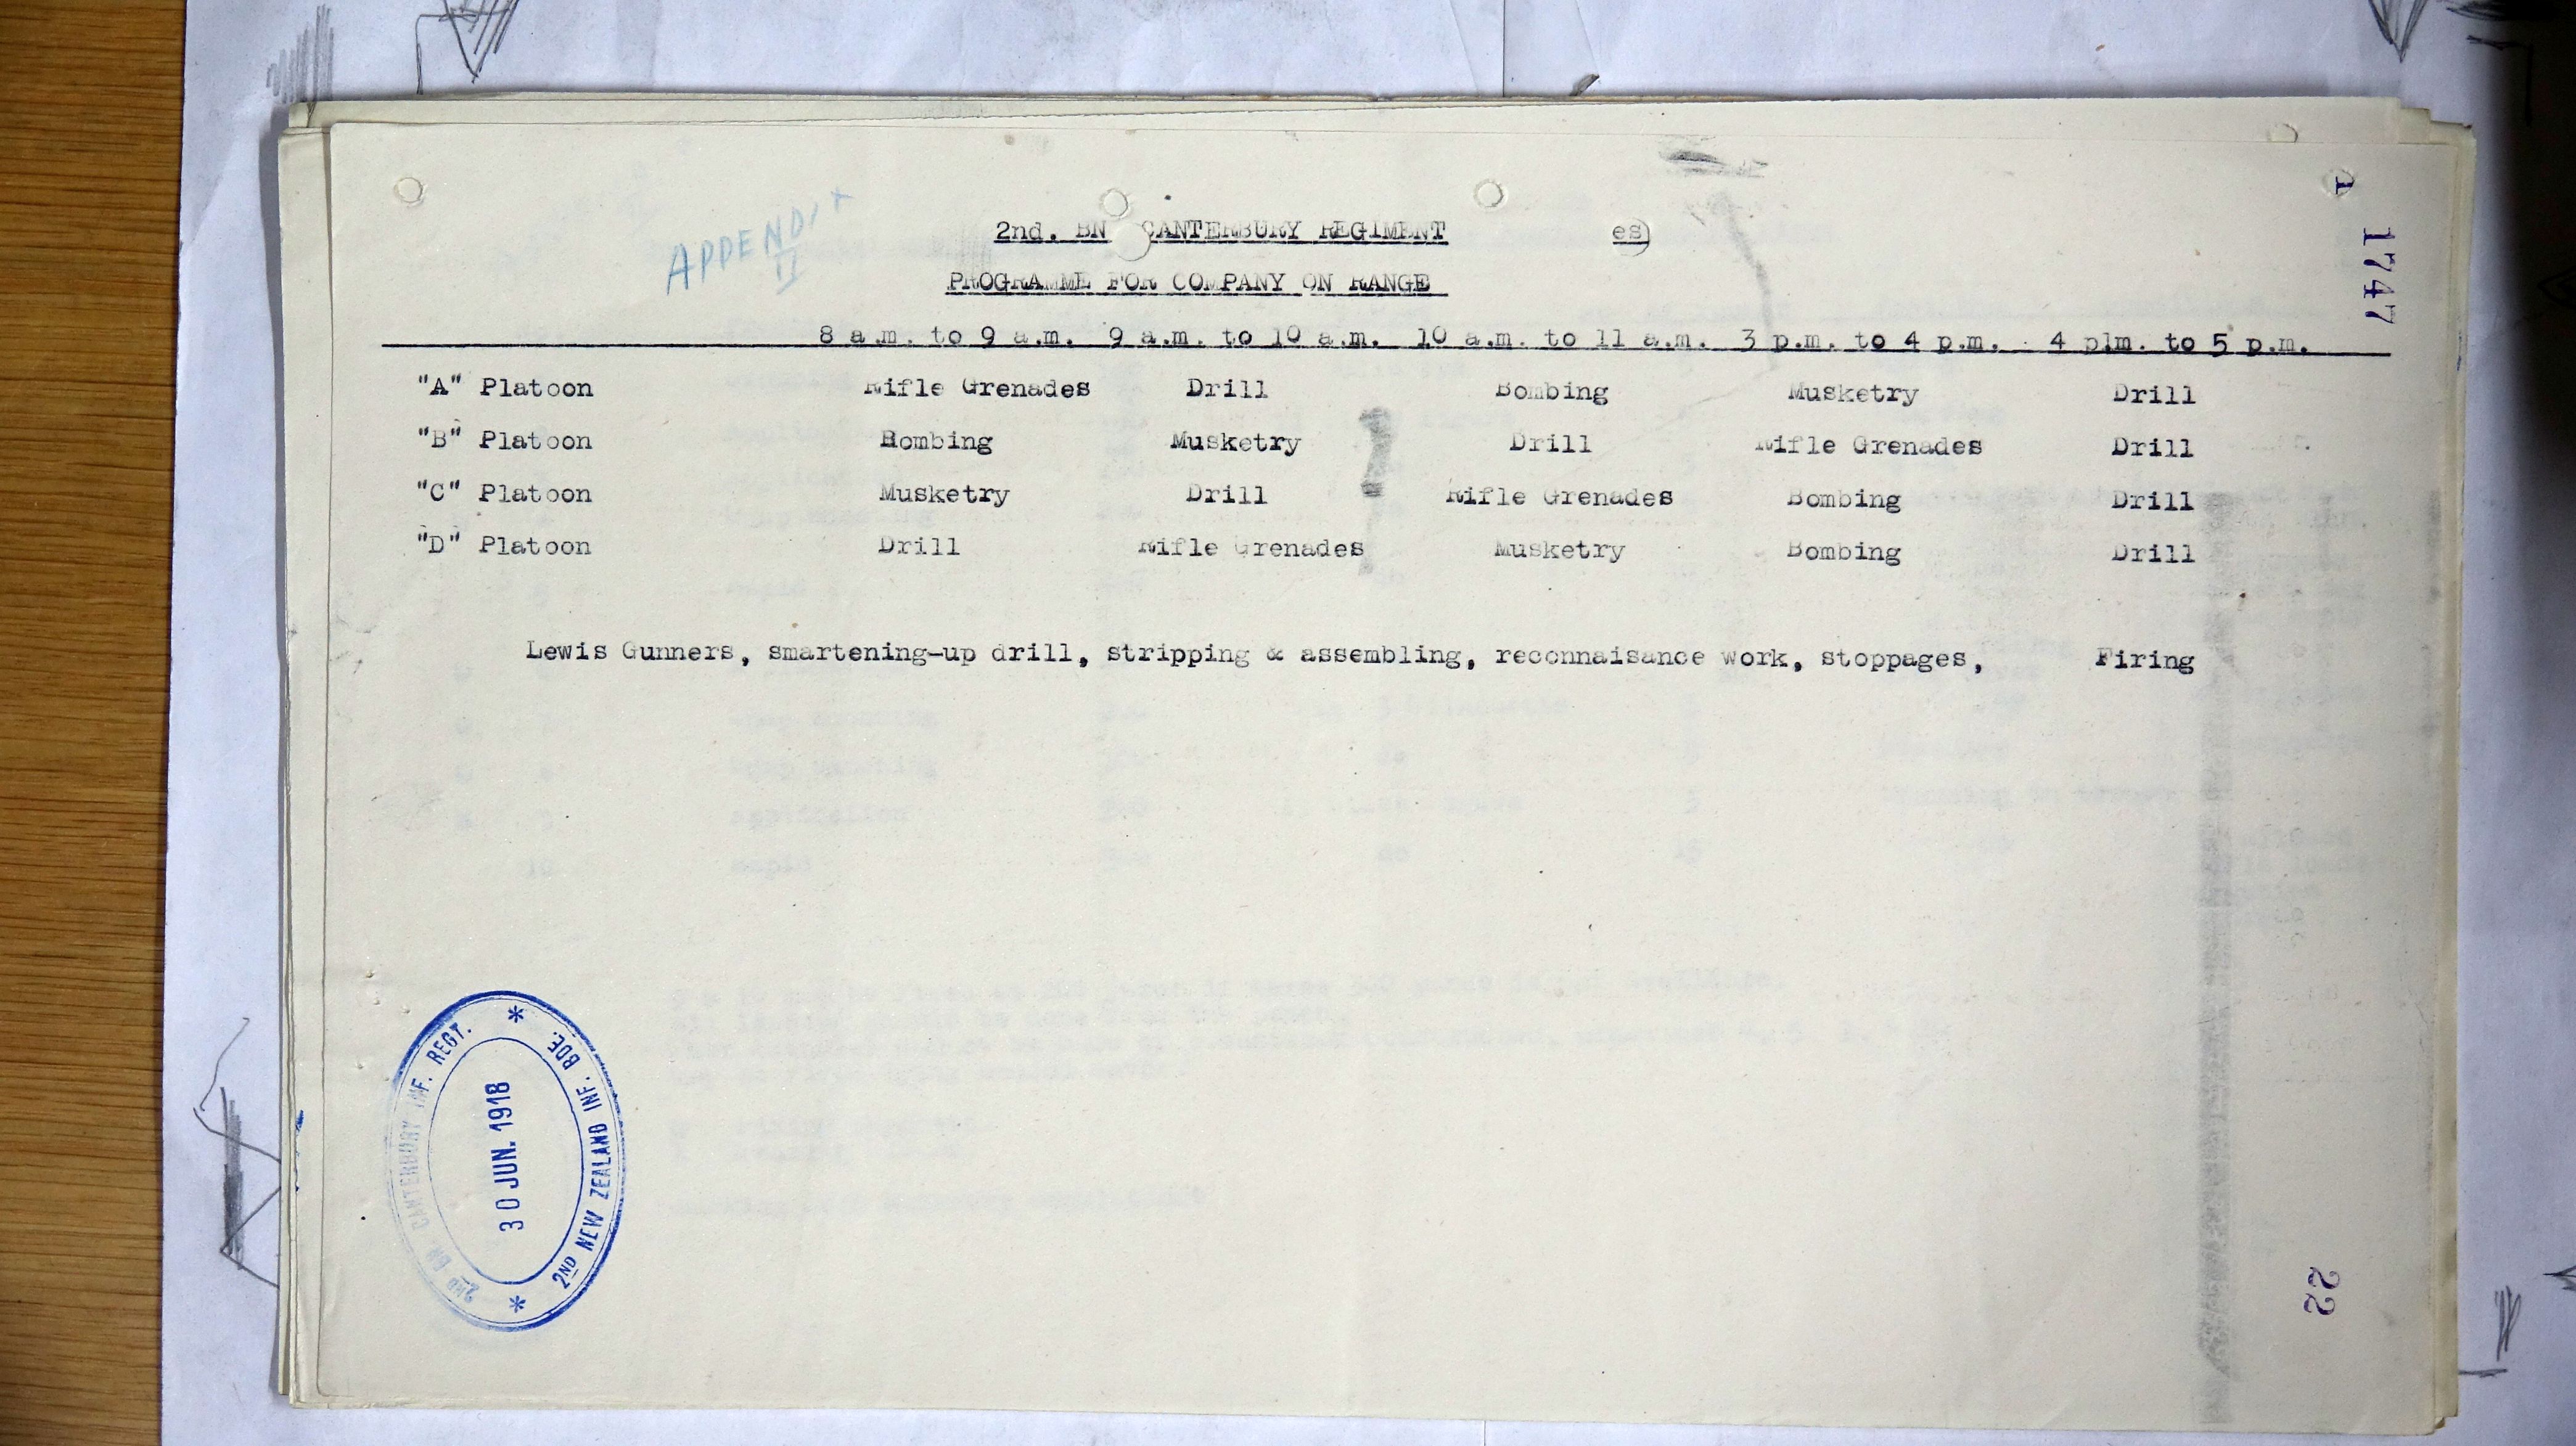 APPENDIX
II
2nd. BN CANTERBURY REGIMENT es)
PROGRAMME FOR COMPANY ON RANGE
1
1747
8 a.m. to 9 a.m. 9 a.m. to 10 a.m. 10 a.m. to 11 a.m. 3 p.m. to 4 p.m. 4 plm. to 5 p.m.
"A" Platoon Rifle Grenades Drill Bombing Musketry Drill
"B" Platoon Bombing Musketry Drill Rifle Grenades Drill
"C" Platoon Musketry Drill Rifle Grenades Bombing Drill
"D" Platoon Drill Rifle Grenades Musketry Bombing Drill
Lewis Gunners, smartening-up drill, stripping & assembling, reconnaisance work, stoppages, Firing
2ND BN CANTERBURY INF. REGT.
30 JUN. 1918
2ND NEW ZEALAND INF. BDE.
22